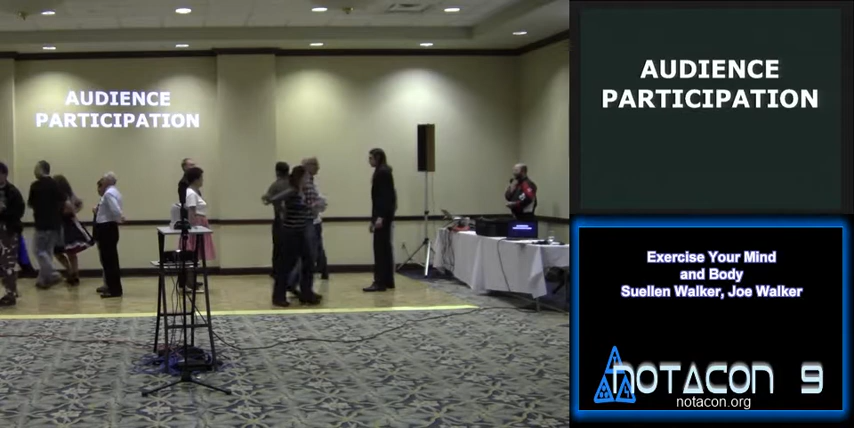 AUDIENCE
PARTICIPATION
AUDIENCE
PARTICIPATION
Exercise Your Mind
and Body
Suellen Walker, Joe Walker
NOTACON 9
notacon.org